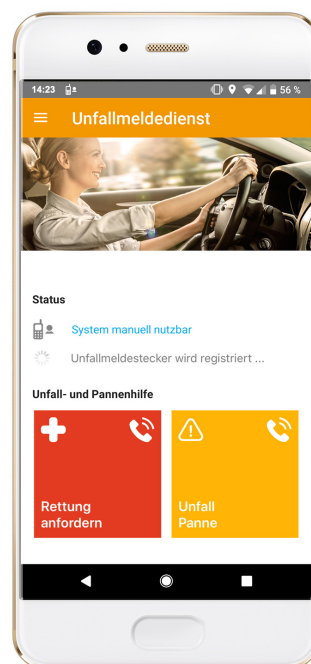 14:23
56 %
Unfallmeldedienst
Status
System manuell nutzbar
Unfallmeldestecker wird registriert ...
Unfall- und Pannenhilfe
Rettung
anfordern
Unfall
Panne